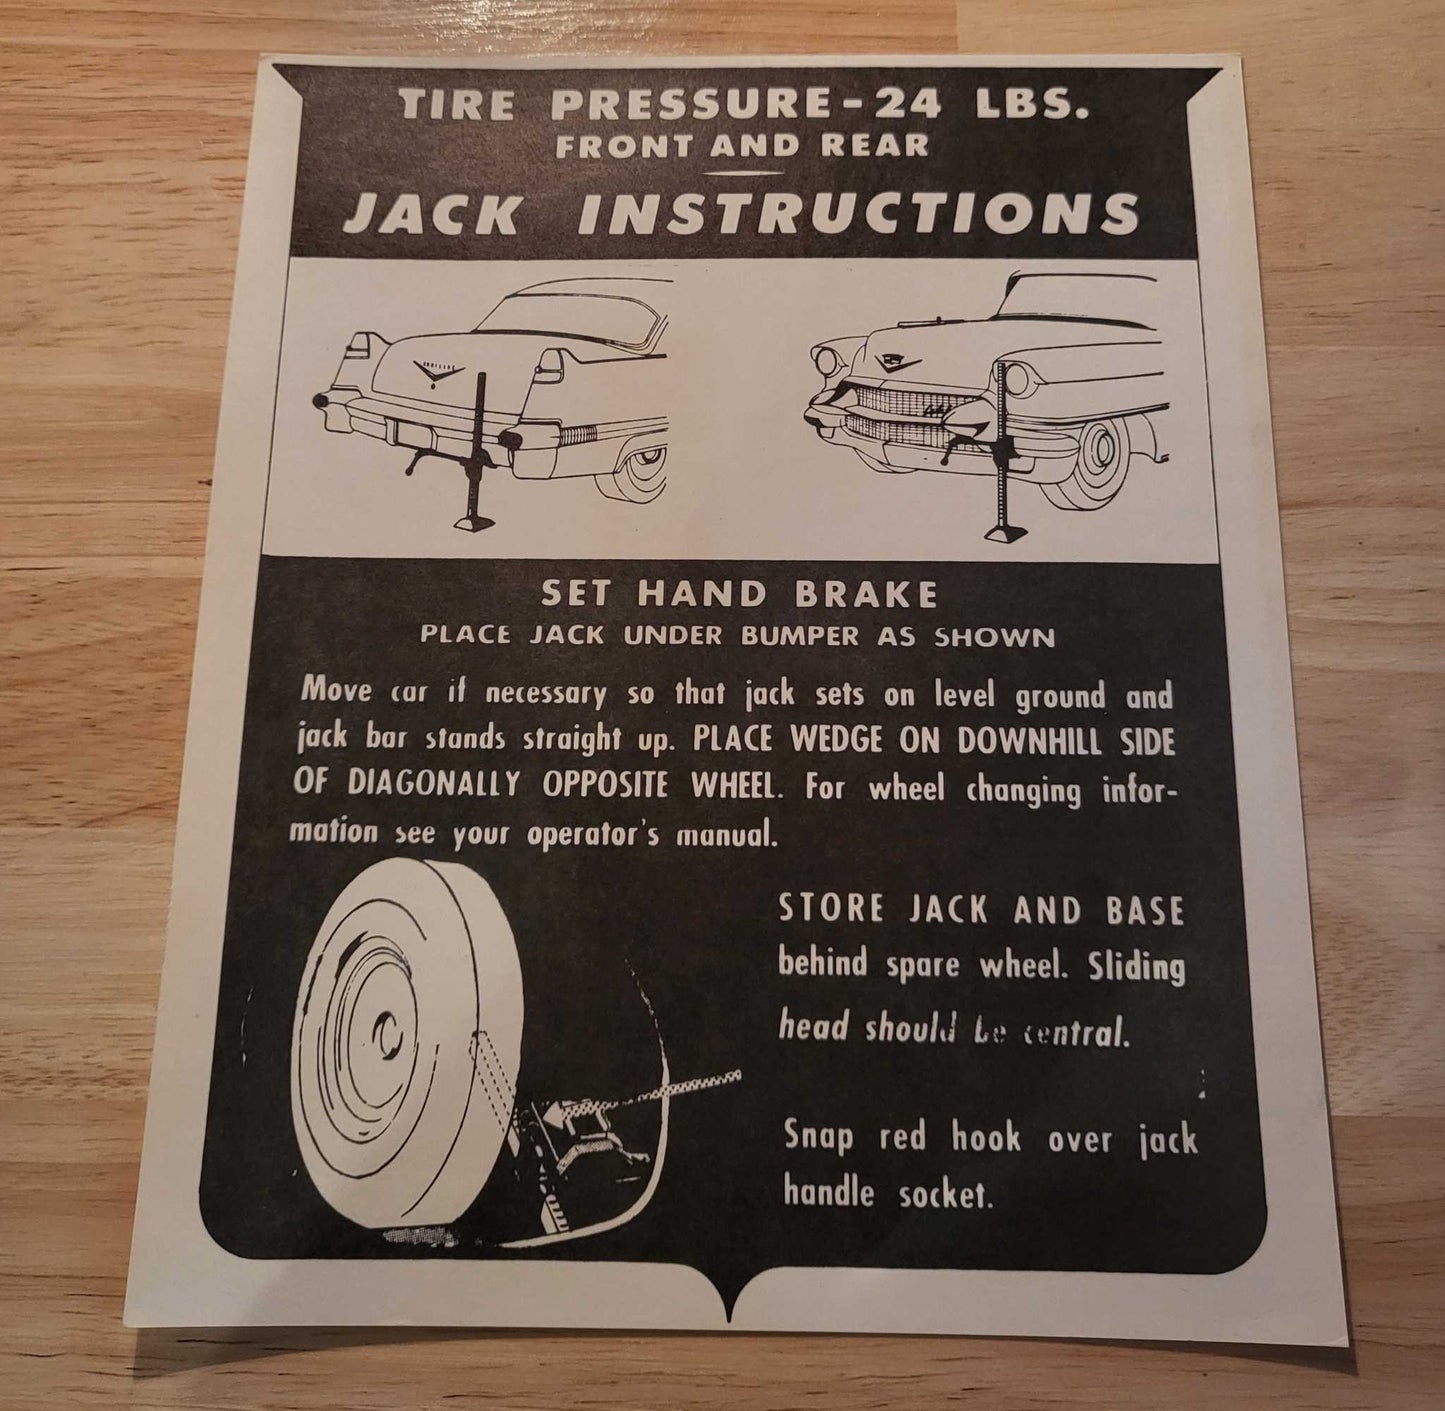 TIRE PRESSURE-24 LBS.
FRONT AND REAR
JACK INSTRUCTIONS
SET HAND BRAKE
PLACE JACK UNDER BUMPER AS SHOWN
Move car if necessary so that jack sets on level ground and
jack bar stands straight up. PLACE WEDGE ON DOWNHILL SIDE
OF DIAGONALLY OPPOSITE WHEEL. For wheel changing infor-
mation see your operator's manual.
STORE JACK AND BASE
behind spare wheel. Sliding
head should be central.
Snap red hook over jack
handle socket.